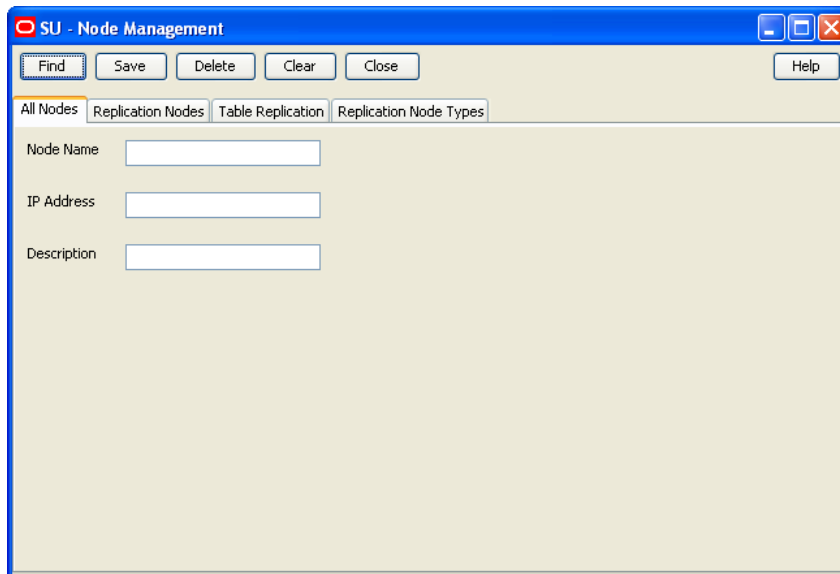 SU - Node Management
Find Save Delete Clear Close Help
All Nodes Replication Nodes Table Replication Replication Node Types
Node Name
IP Address
Description